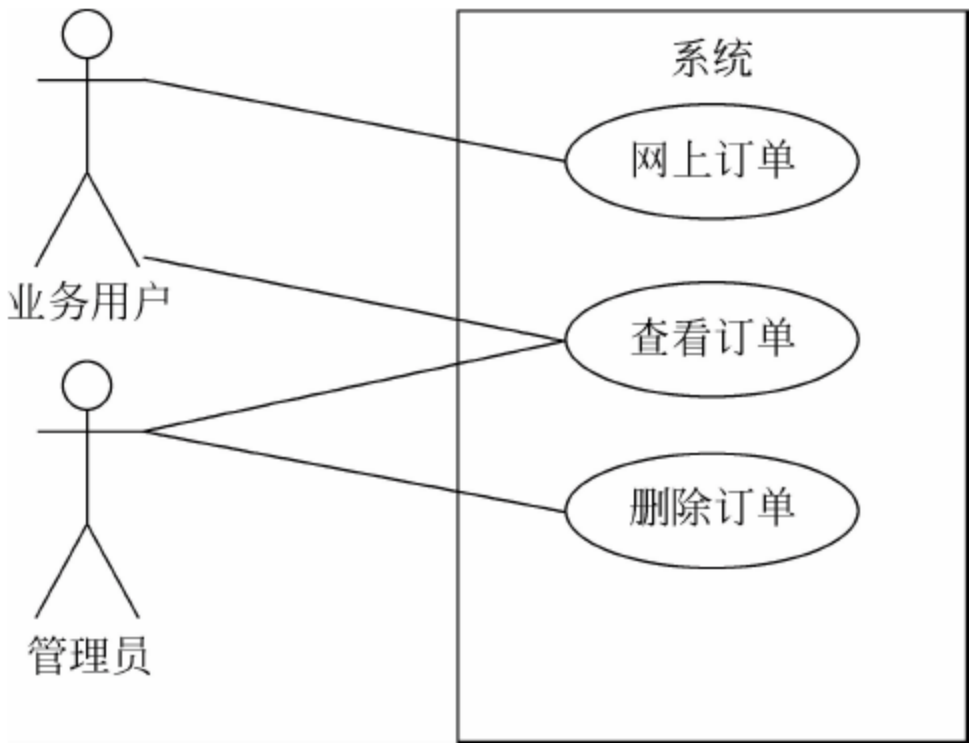 系统
网上订单
业务用户
查看订单
删除订单
管理员